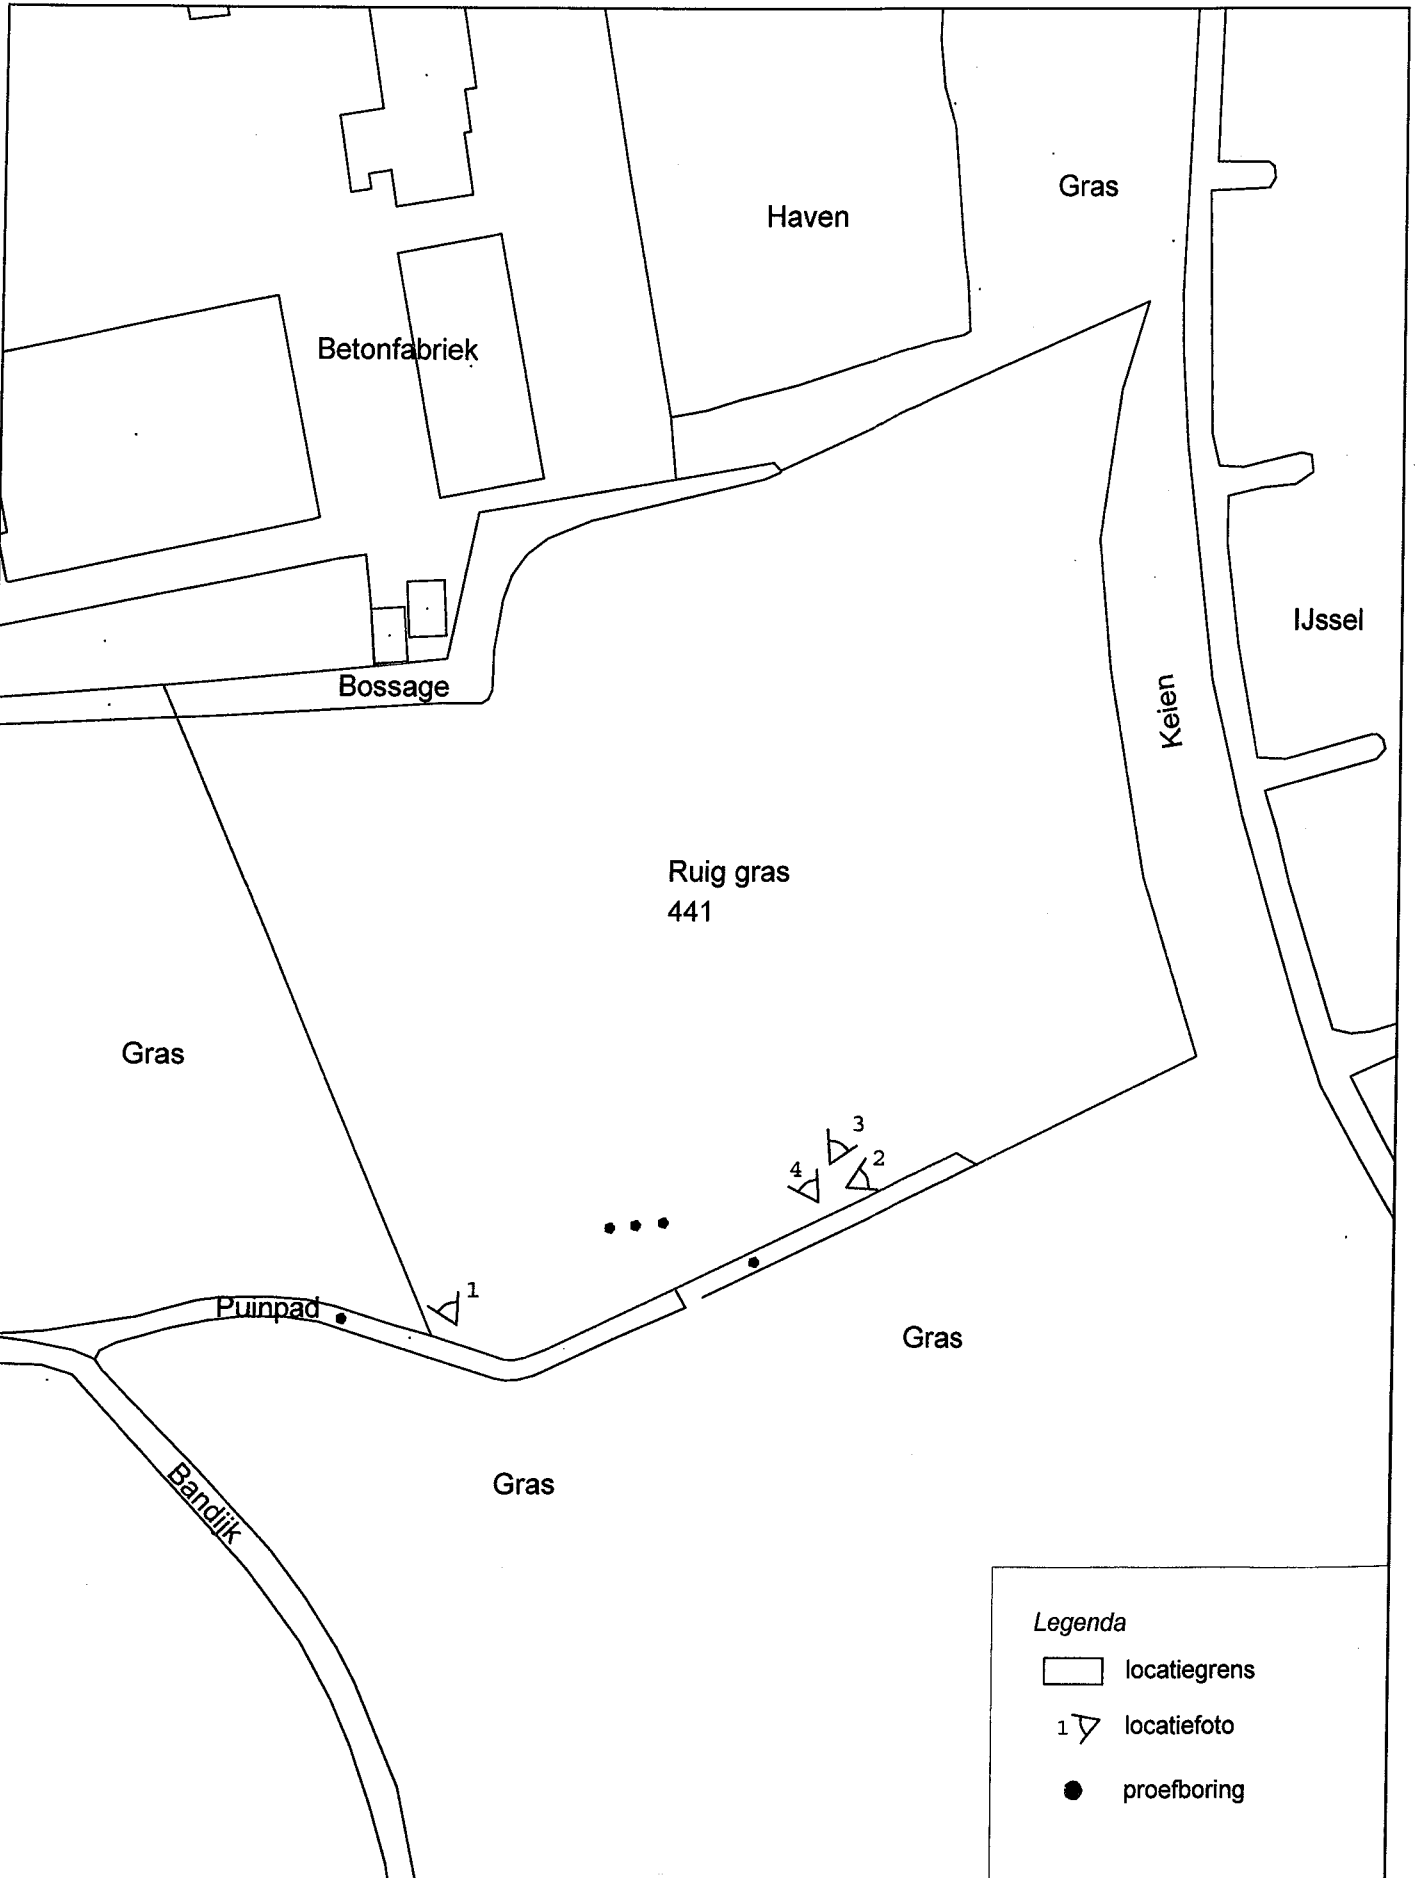 Gras
Haven
Betonfabriek
IJssel
Bossage
Keien
Ruig gras
441
Gras
3
2
4
1
Puinpad
Gras
Gras
Bandijk
Legenda
locatiegrens
1 locatiefoto
proefboring